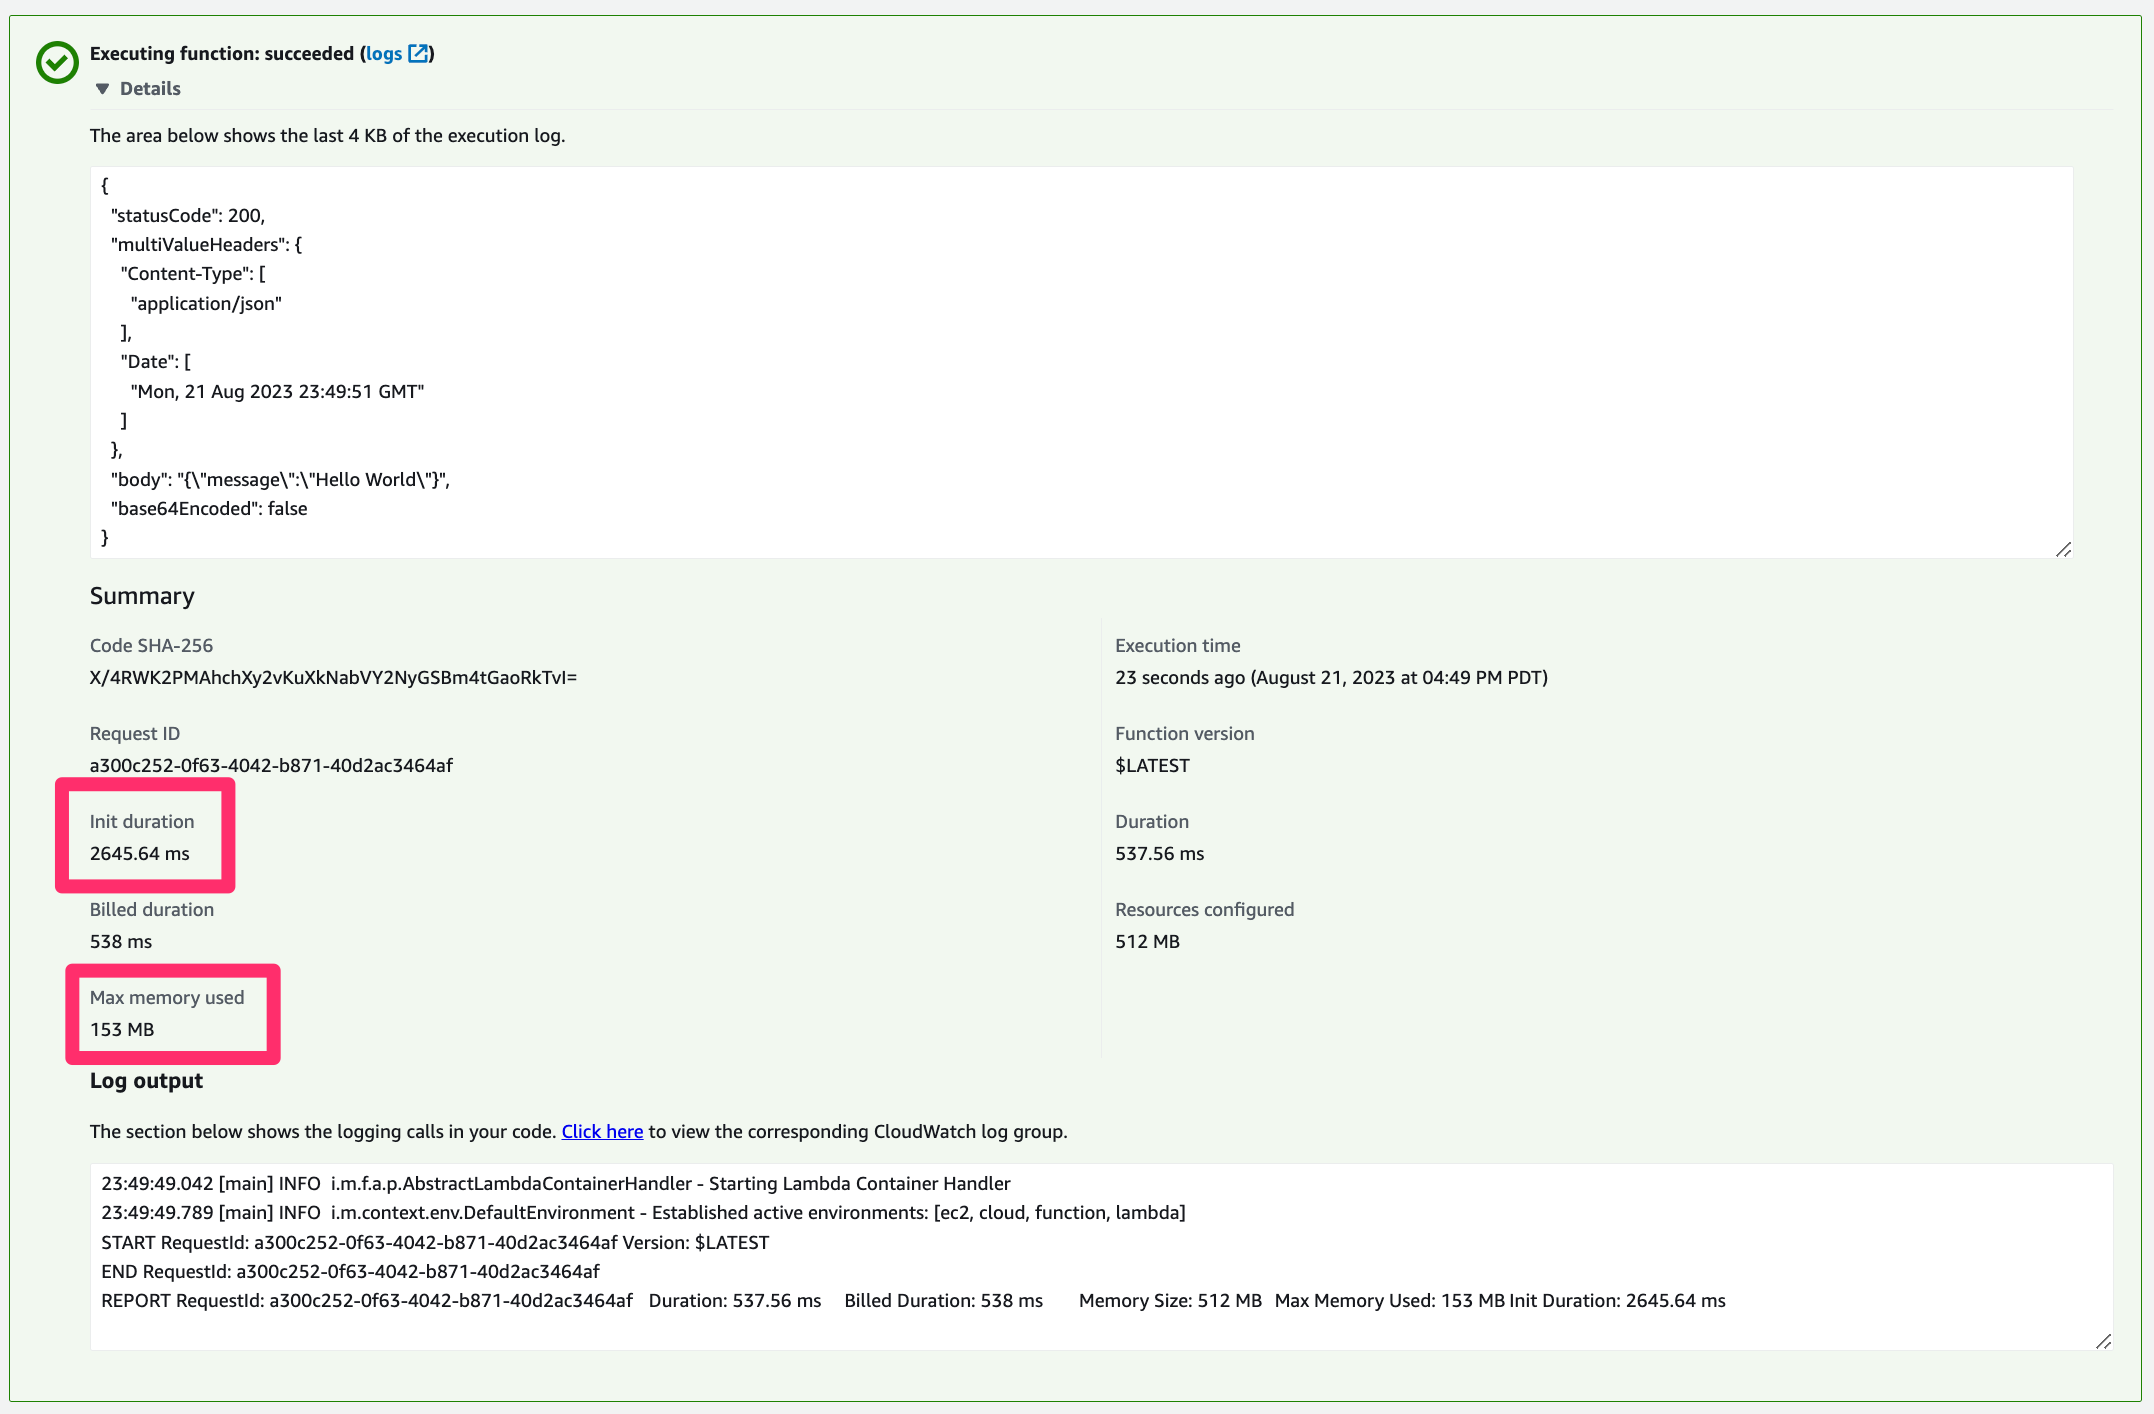 Executing function: succeeded (logs)
Details
The area below shows the last 4 KB of the execution log.
{
"statusCode": 200,
"multiValueHeaders": {
"Content-Type": [
"application/json"
],
"Date": [
"Mon, 21 Aug 2023 23:49:51 GMT"
]
},
"body": "{\"message\":\"Hello World\"}",
"base64Encoded": false
}
Summary
Code SHA-256
X/4RWK2PMAhchXy2vKuXkNabVY2NyGSBm4tGaoRkTvI=
Execution time
23 seconds ago (August 21, 2023 at 04:49 PM PDT)
Request ID
a300c252-0f63-4042-b871-40d2ac3464af
Function version
$LATEST
Init duration
2645.64 ms
Duration
537.56 ms
Billed duration
538 ms
Resources configured
512 MB
Max memory used
153 MB
Log output
The section below shows the logging calls in your code. Click here to view the corresponding CloudWatch log group.
23:49:49.042 [main] INFO i.m.f.a.p.AbstractLambdaContainerHandler - Starting Lambda Container Handler
23:49:49.789 [main] INFO i.m.context.env.DefaultEnvironment - Established active environments: [ec2, cloud, function, lambda]
START RequestId: a300c252-0f63-4042-b871-40d2ac3464af Version: $LATEST
END RequestId: a300c252-0f63-4042-b871-40d2ac3464af
REPORT RequestId: a300c252-0f63-4042-b871-40d2ac3464af Duration: 537.56 ms Billed Duration: 538 ms Memory Size: 512 MB Max Memory Used: 153 MB Init Duration: 2645.64 ms